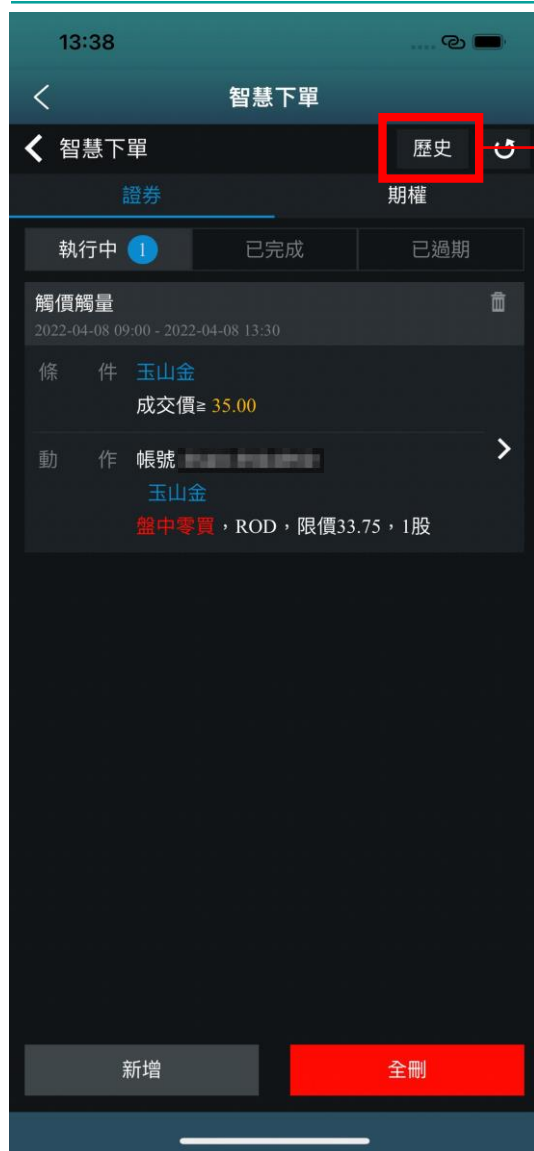 13:38
智慧下單
智慧下單 歷史
證券 期權
執行中 1 已完成 已過期
觸價觸量
2022-04-08 09:00 - 2022-04-08 13:30
條 件 玉山金
成交價≧ 35.00
動 作 帳號
玉山金
盤中零買,ROD,限價33.75,1股
新增 全刪